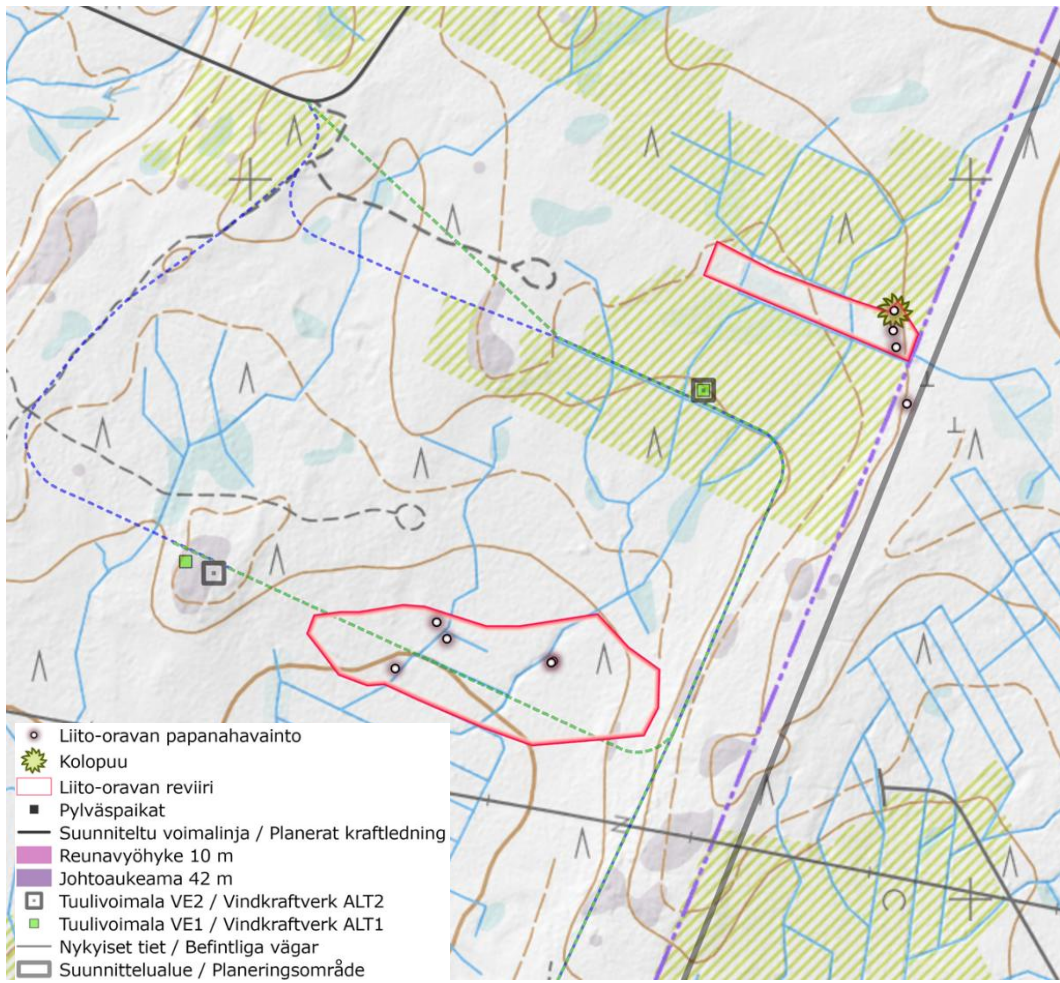 Liito-oravan papanahavainto
Kolopuu
Liito-oravan reviiri
Pylväspaikat
Suunniteltu voimalinja / Planerat kraftledning
Reunavyöhyke 10 m
Johtoaukeama 42 m
Tuulivoimala VE2 / Vindkraftverk ALT2
Tuulivoimala VE1 / Vindkraftverk ALT1
Nykyiset tiet / Befintliga vägar
Suunnittelualue / Planeringsområde